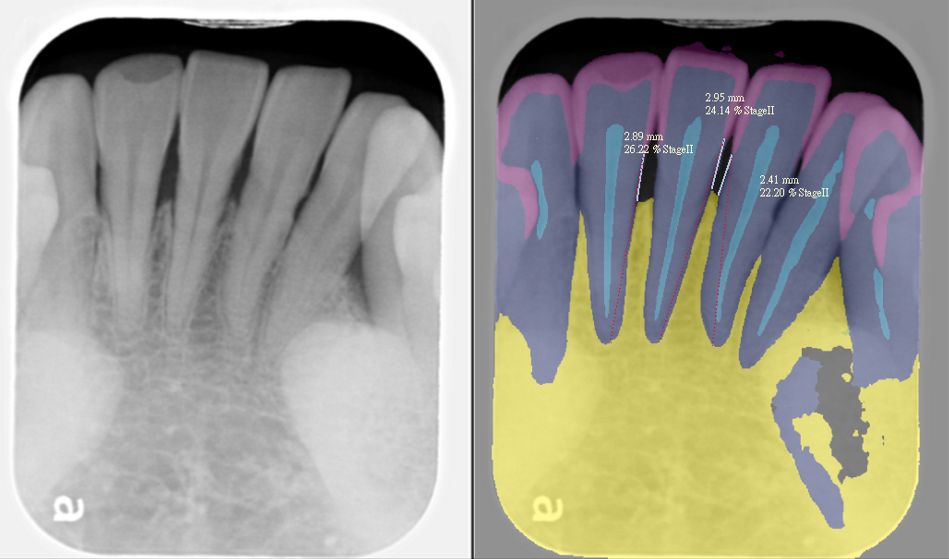 2.95 mm
24.14 % StageII
2.89 mm
26.22 % StageII
2.41 mm
22.20 % StageII
a
a